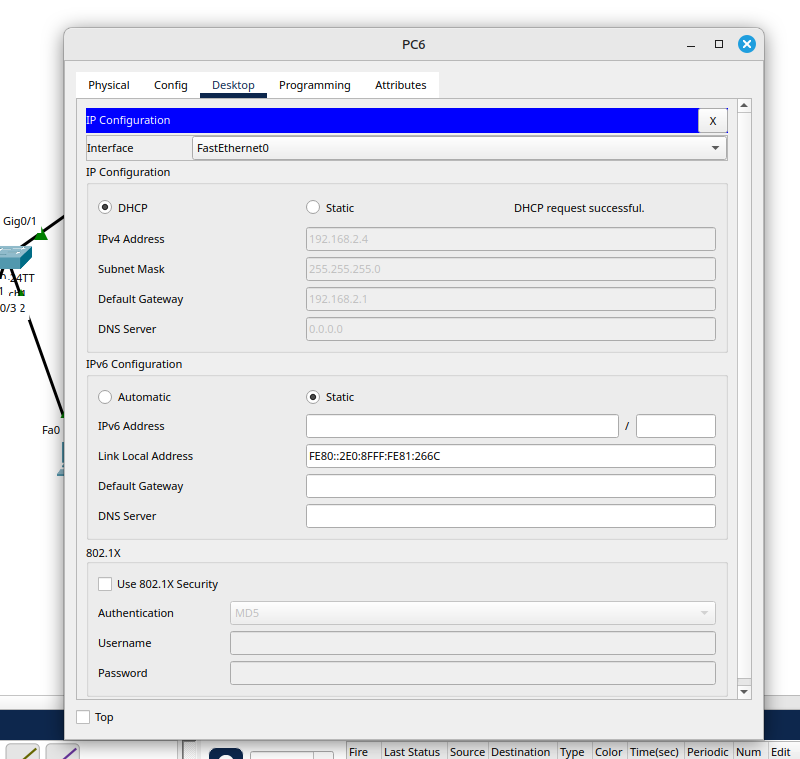 PC6
Physical Config Desktop Programming Attributes
IP Configuration X
Interface FastEthernet0
IP Configuration
DHCP Static DHCP request successful.
IPv4 Address 192.168.2.4
Subnet Mask 255.255.255.0
Default Gateway 192.168.2.1
DNS Server 0.0.0.0
IPv6 Configuration
Automatic Static
IPv6 Address /
Link Local Address FE80::2E0:8FFF:FE81:266C
Default Gateway
DNS Server
802.1X
Use 802.1X Security
Authentication MD5
Username
Password
Top
Gig0/1
24TT
0/3 2
Fa0
Fire Last Status Source Destination Type Color Time(sec) Periodic Num Edit